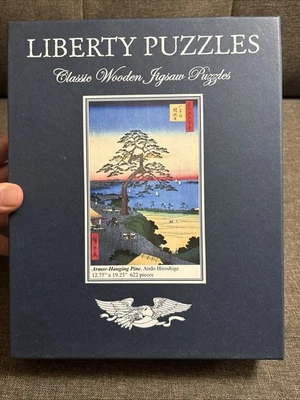 LIBERTY PUZZLES
Classic Wooden Jigsaw Puzzles
Armor-Hanging Pine, Ando Hiroshige
12.75" x 19.25" 622 pieces